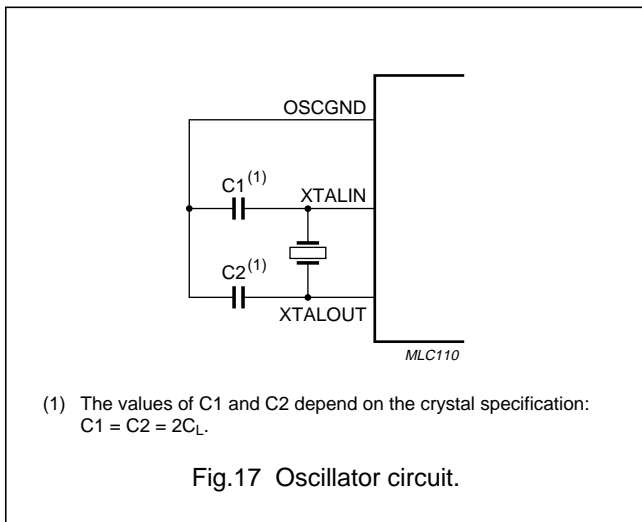 OSCGND
C1(1)
XTALIN
C2(1)
XTALOUT
MLC110
(1) The values of C1 and C2 depend on the crystal specification:
C1 = C2 = 2CL.
Fig.17 Oscillator circuit.